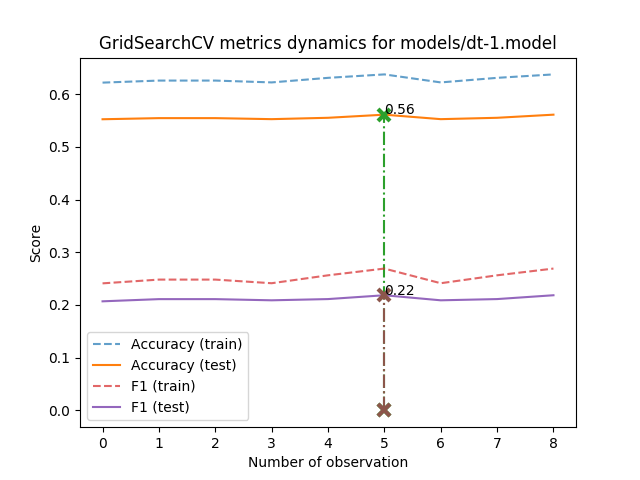 GridSearchCV metrics dynamics for models/dt-1.model
Score
0.6
0.5
0.4
0.3
0.2
0.1
0.0
0.56
0.22
Accuracy (train)
Accuracy (test)
F1 (train)
F1 (test)
0 1 2 3 4 5 6 7 8
Number of observation